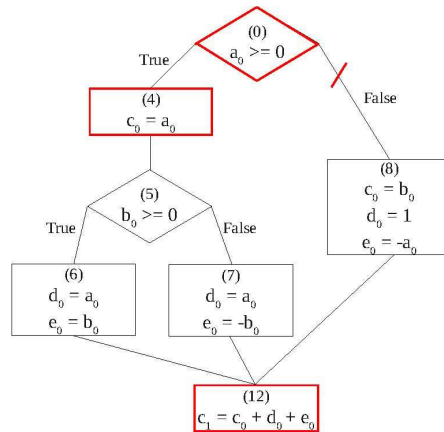 (0)
a₀ >= 0
True
False
(4)
c₀ = a₀
(5)
b₀ >= 0
True
False
(8)
c₀ = b₀
d₀ = 1
e₀ = -a₀
(6)
d₀ = a₀
e₀ = b₀
(7)
d₀ = a₀
e₀ = -b₀
(12)
c₁ = c₀ + d₀ + e₀